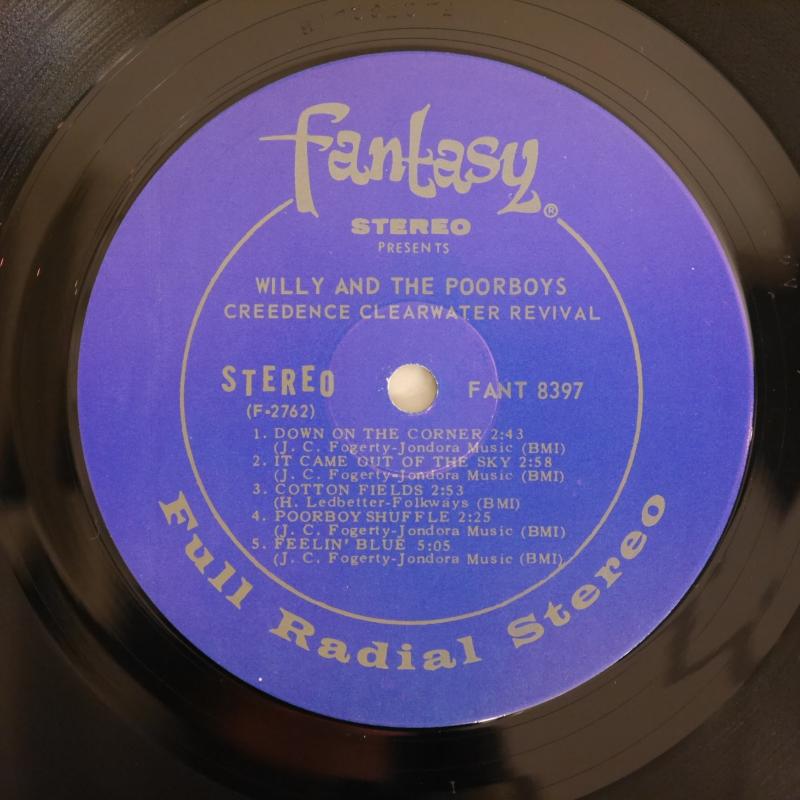 fantasy®
STEREO
PRESENTS
WILLY AND THE POORBOYS
CREEDENCE CLEARWATER REVIVAL
STEREO FANT 8397
(F-2762)
1. DOWN ON THE CORNER 2:43
(J. C. Fogerty-Jondora Music (BMI)
2. IT CAME OUT OF THE SKY 2:58
(J. C. Fogerty-Jondora Music (BMI)
3. COTTON FIELDS 2:53
(H. Ledbetter-Folkways (BMI)
4. POORBOY SHUFFLE 2:25
(J. C. Fogerty-Jondora Music (BMI)
5. FEELIN' BLUE 5:05
(J. C. Fogerty-Jondora Music (BMI)
Full Radial Stereo